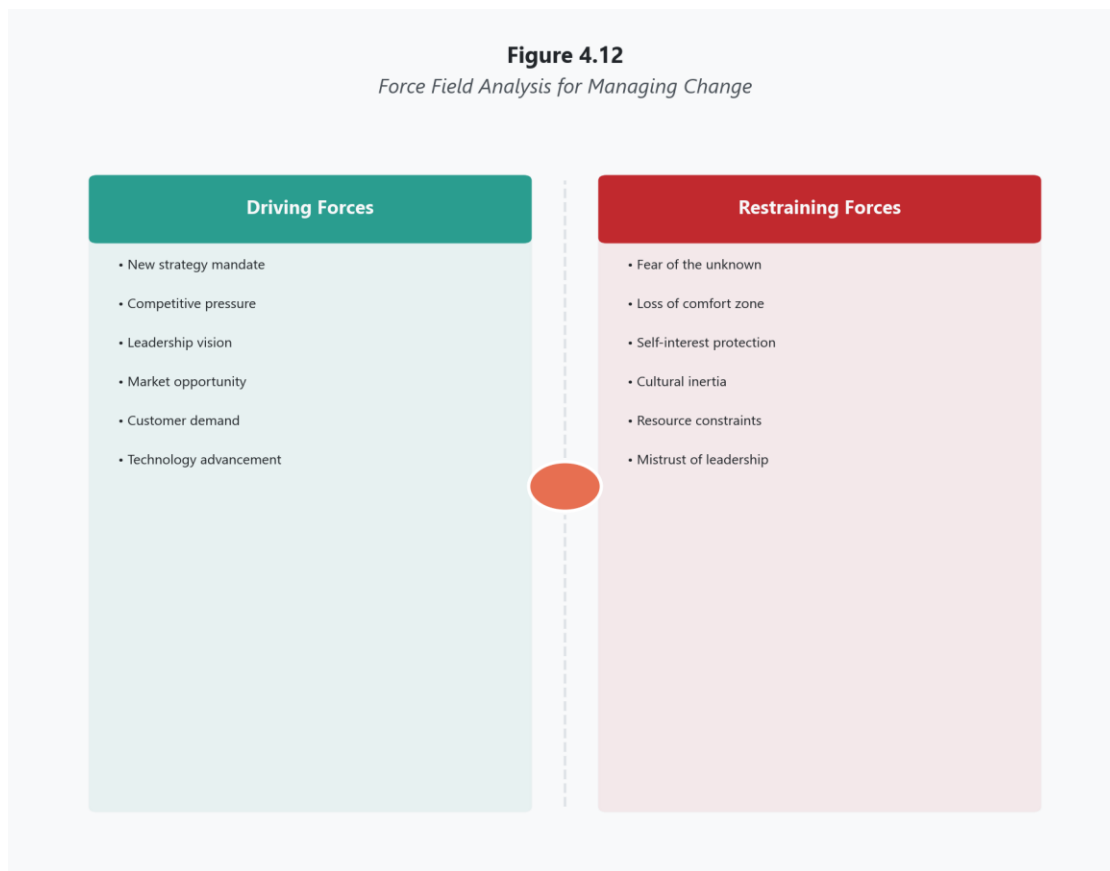 Figure 4.12
Force Field Analysis for Managing Change
Driving Forces
• New strategy mandate
• Competitive pressure
• Leadership vision
• Market opportunity
• Customer demand
• Technology advancement
Restraining Forces
• Fear of the unknown
• Loss of comfort zone
• Self-interest protection
• Cultural inertia
• Resource constraints
• Mistrust of leadership